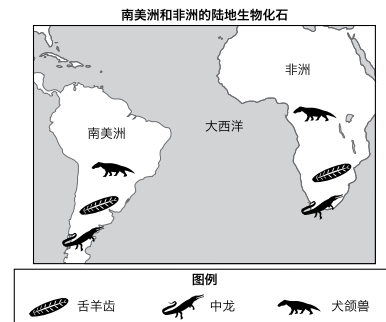 南美洲和非洲的陆地生物化石
非洲
大西洋
南美洲
图例
舌羊齿
中龙
犬颌兽